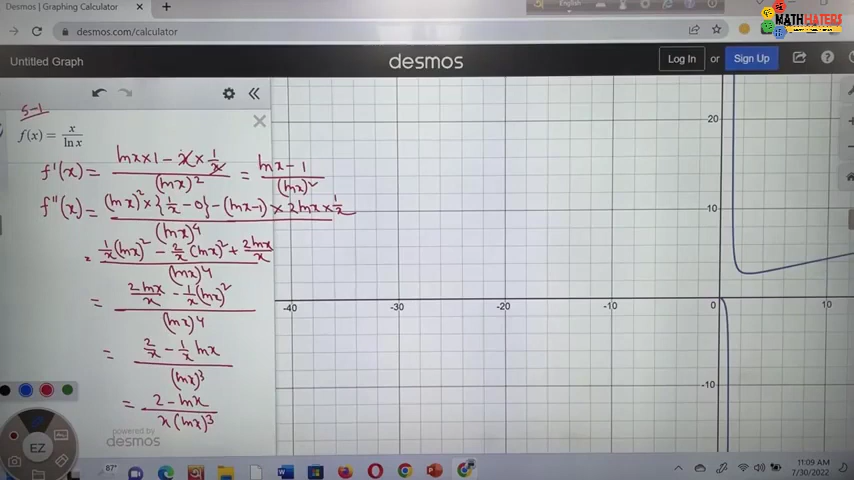 Desmos | Graphing Calculator
English
MATH HATERS
desmos.com/calculator
Untitled Graph
desmos
Log In or Sign Up
5-1
f(x) = x/ln x
f'(x) = (lnx×1 - x×1/x)/(lnx)² = (lnx-1)/(lnx)²
f''(x) = ((lnx)²×{1/x - 0} - (lnx-1)×2lnx×1/x)/(lnx)⁴
= (1/x(lnx)² - 2/x(lnx)² + 2lnx/x)/(lnx)⁴
= (2lnx/x - 1/x(lnx)²)/(lnx)⁴
= (2/x - 1/x lnx)/(lnx)³
= (2-lnx)/(x(lnx)³)
20
10
-40 -30 -20 -10 0 10
-10
powered by
desmos
EZ
87°
11:09 AM
7/30/2022